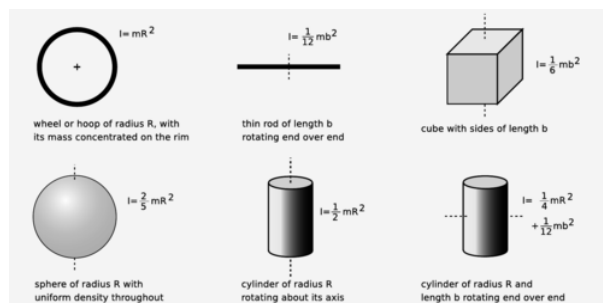 I=mR²
wheel or hoop of radius R, with
its mass concentrated on the rim
I= 1/12 mb²
thin rod of length b
rotating end over end
I= 1/6 mb²
cube with sides of length b
I= 2/5 mR²
sphere of radius R with
uniform density throughout
I= 1/2 mR²
cylinder of radius R
rotating about its axis
I= 1/4 mR²
+ 1/12 mb²
cylinder of radius R and
length b rotating end over end